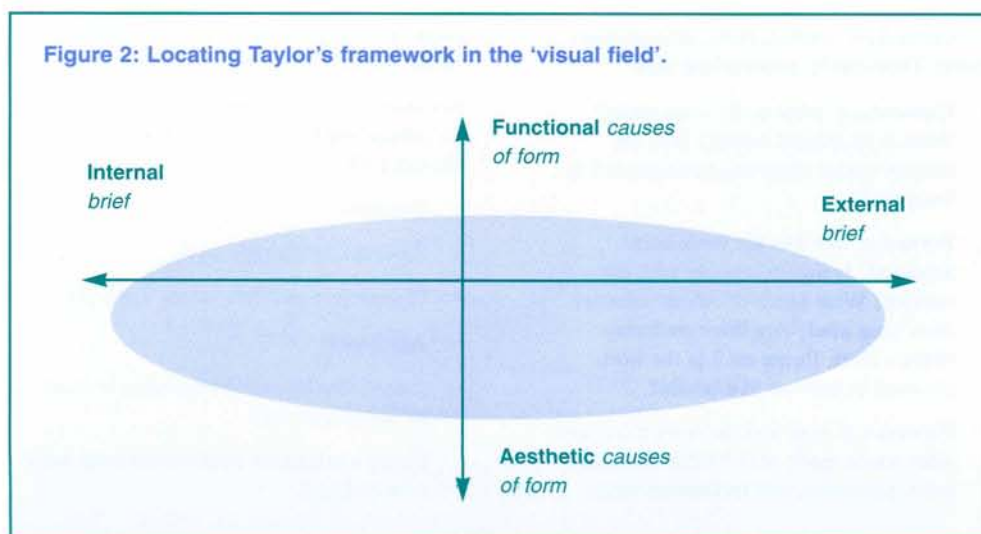 Figure 2: Locating Taylor's framework in the 'visual field'.
Functional causes
of form
Internal
brief
External
brief
Aesthetic causes
of form